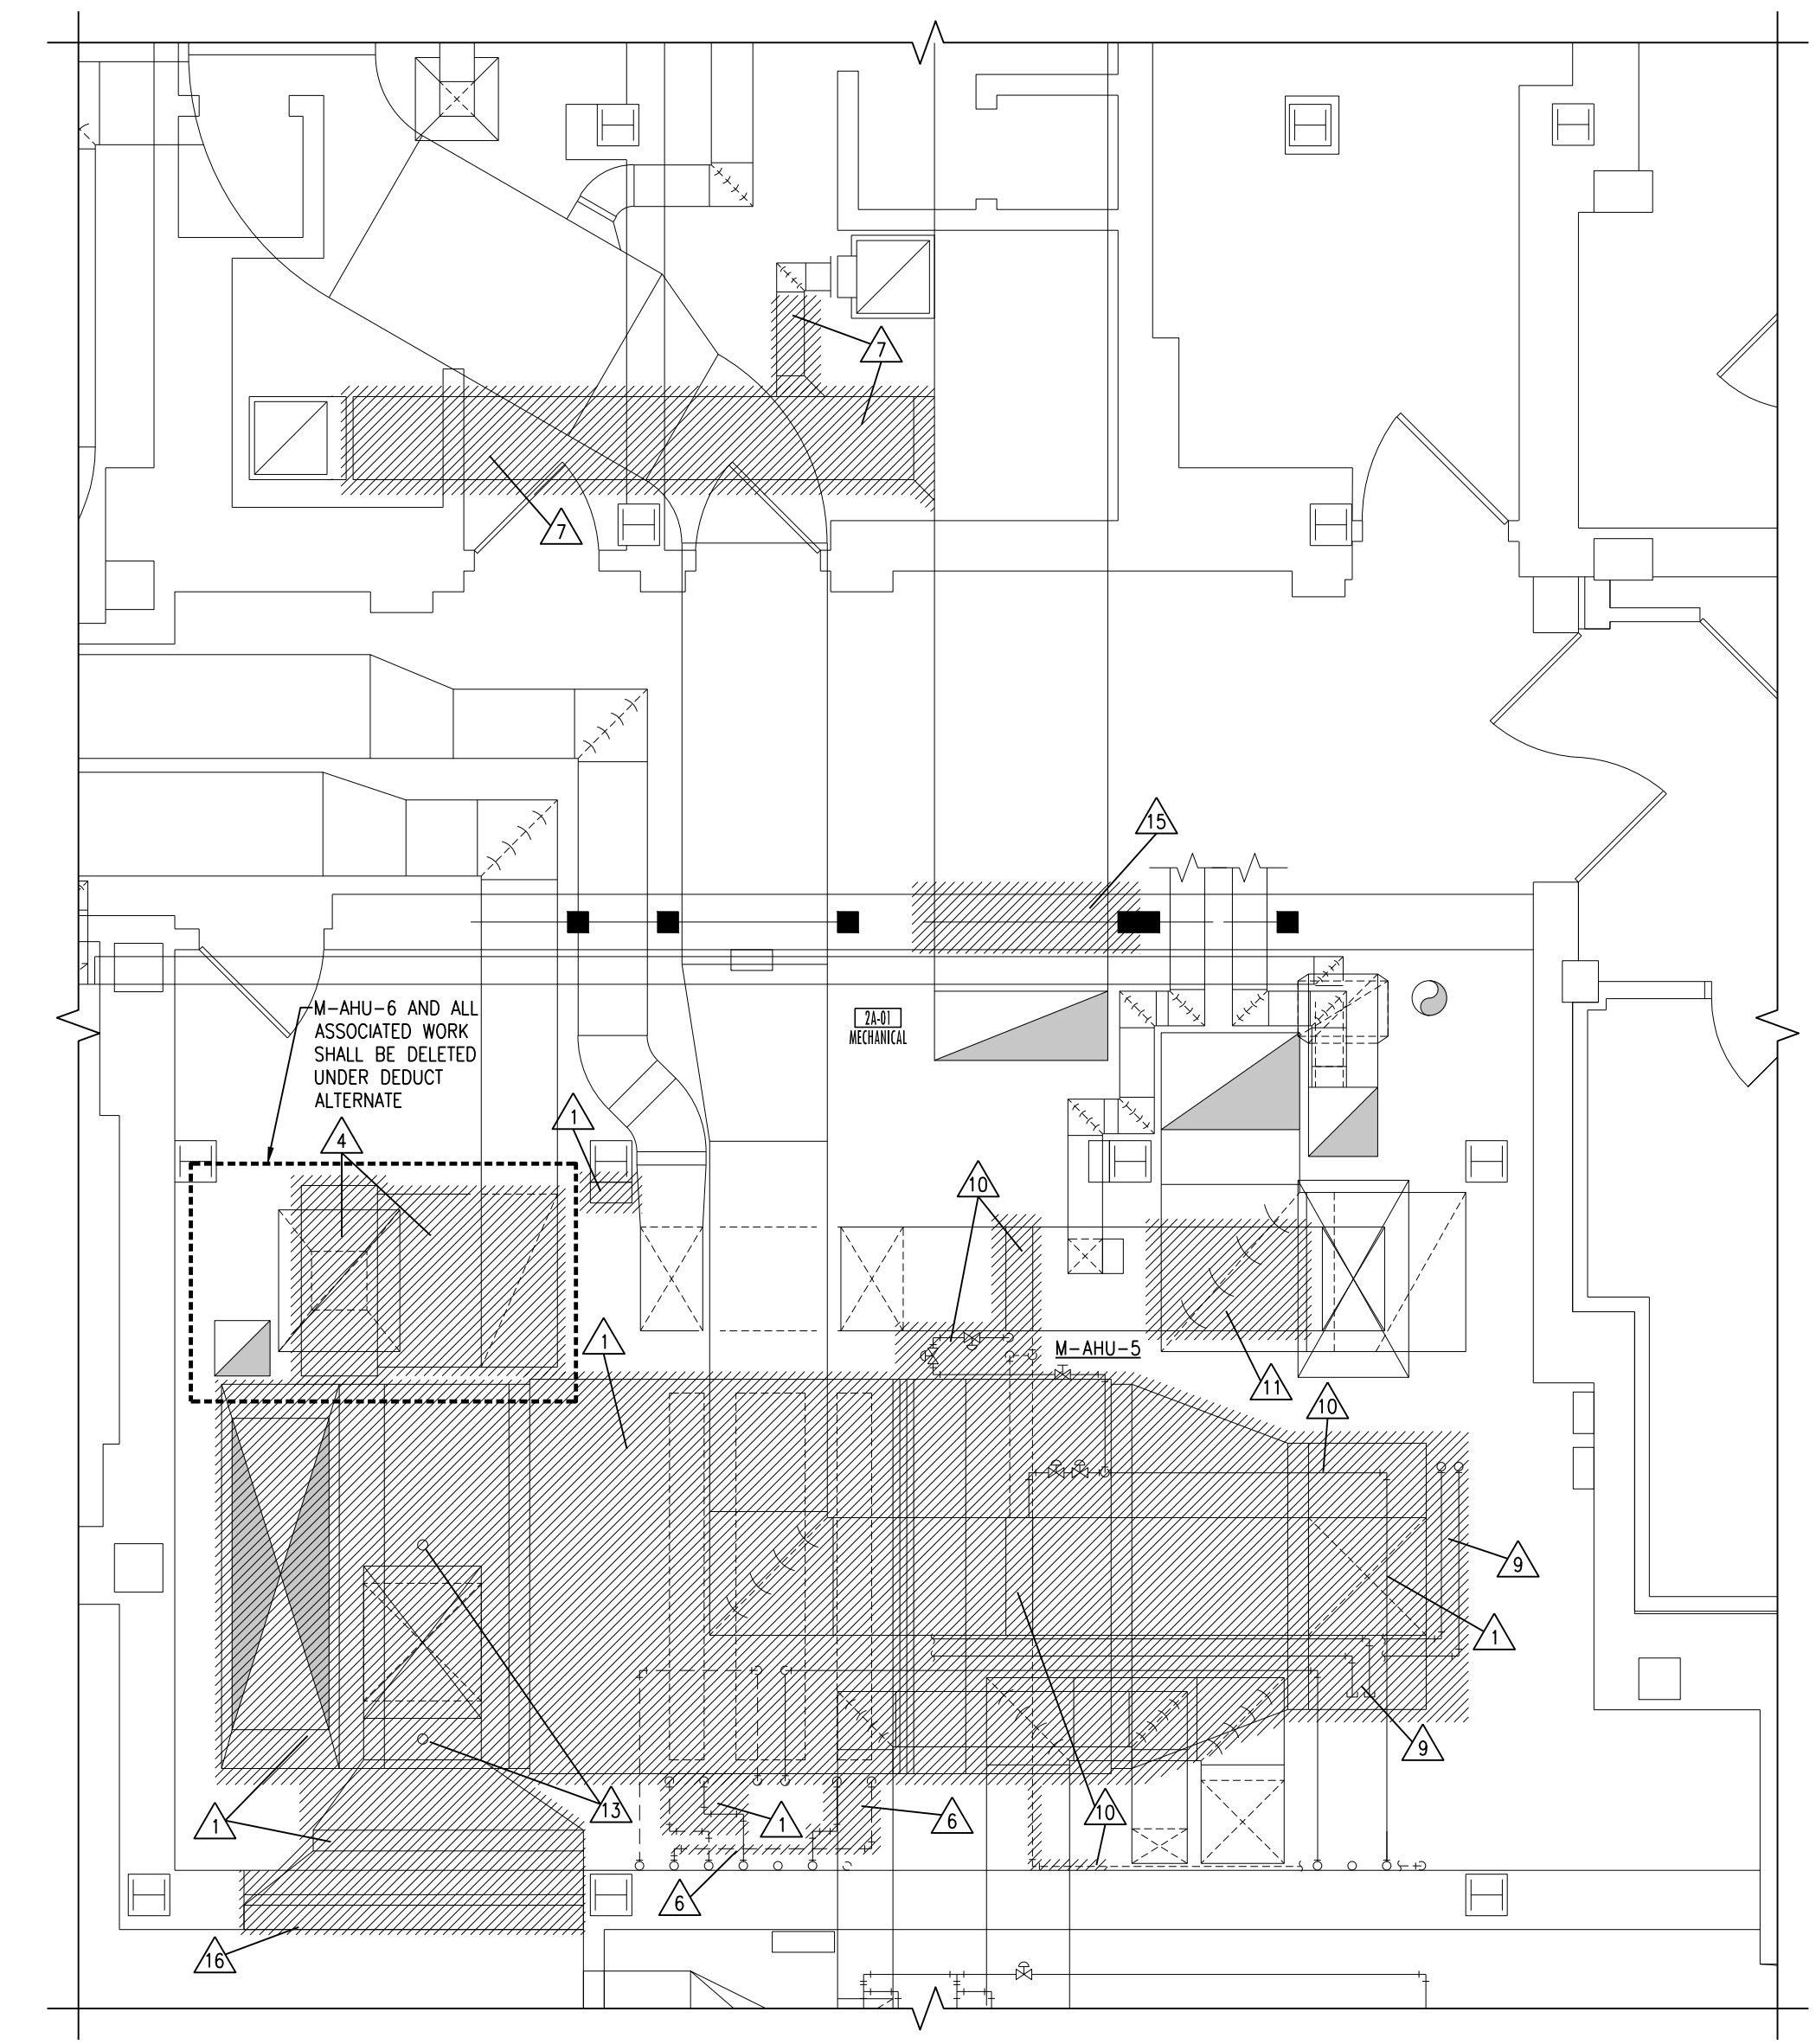 7
7
15
2A-01
MECHANICAL
M-AHU-6 AND ALL
ASSOCIATED WORK
SHALL BE DELETED
UNDER DEDUCT
ALTERNATE
1
4
10
1
M-AHU-5
11
10
9
1
9
1
13
1
6
10
6
16